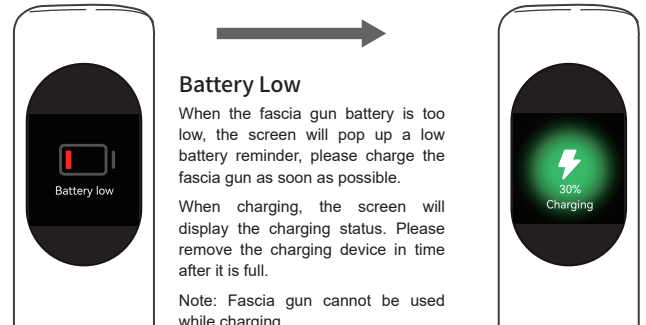 Battery low
Battery Low
When the fascia gun battery is too
low, the screen will pop up a low
battery reminder, please charge the
fascia gun as soon as possible.
When charging, the screen will
display the charging status. Please
remove the charging device in time
after it is full.
Note: Fascia gun cannot be used
while charging
30%
Charging